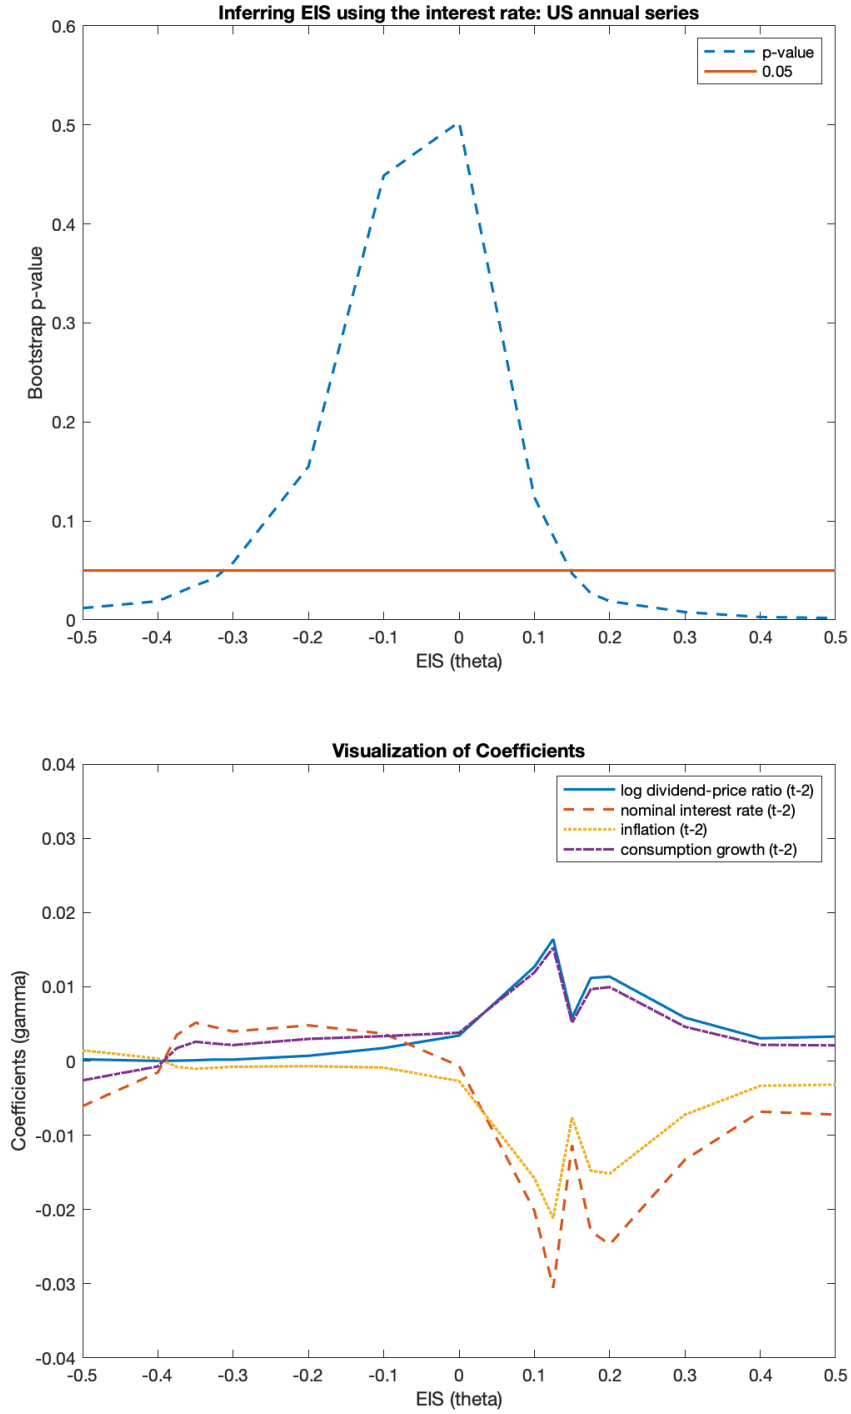 Inferring EIS using the interest rate: US annual series
p-value
0.05
0.6
0.5
0.4
0.3
0.2
0.1
0
Bootstrap p-value
-0.5 -0.4 -0.3 -0.2 -0.1 0 0.1 0.2 0.3 0.4 0.5
EIS (theta)
Visualization of Coefficients
log dividend-price ratio (t-2)
nominal interest rate (t-2)
inflation (t-2)
consumption growth (t-2)
0.04
0.03
0.02
0.01
0
-0.01
-0.02
-0.03
-0.04
Coefficients (gamma)
-0.5 -0.4 -0.3 -0.2 -0.1 0 0.1 0.2 0.3 0.4 0.5
EIS (theta)